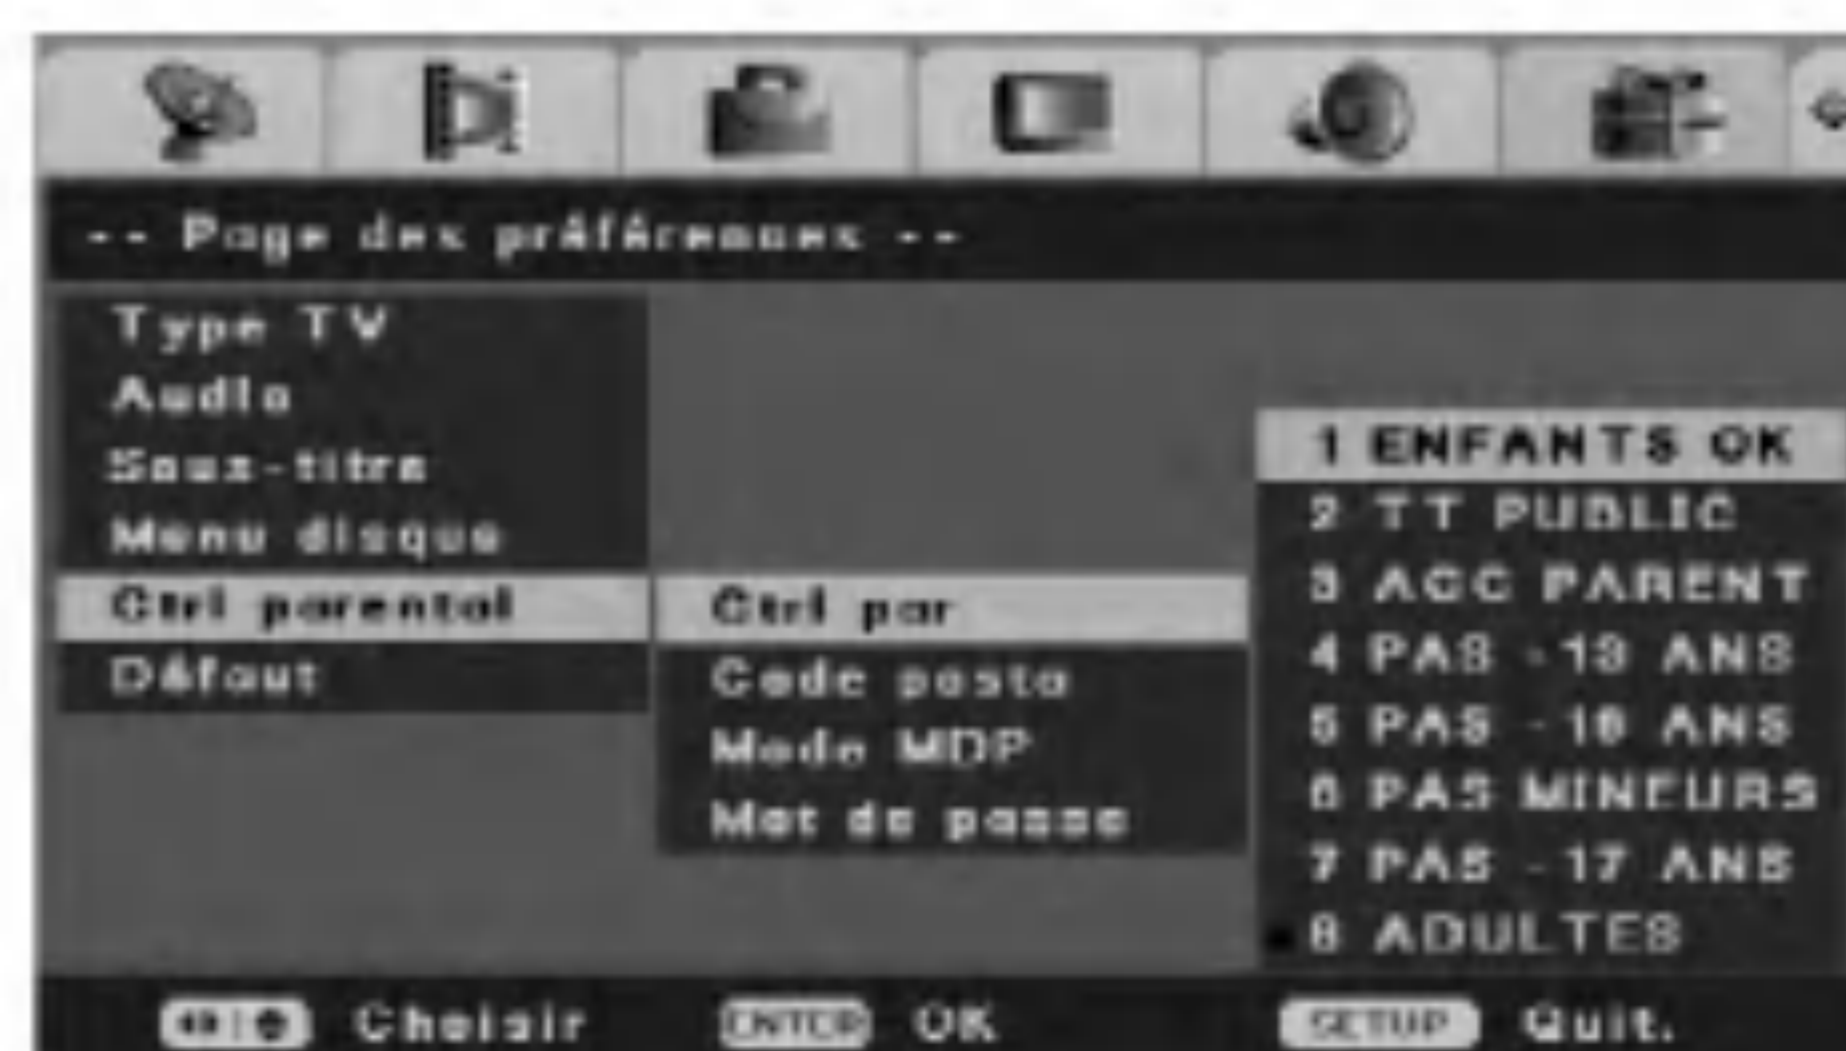 -- Page des préférences --
Type TV
Audio
Sous-titre
Menu disque
Ctrl parental
Défaut
Ctrl par
Code posta
Mode MDP
Mot de passe
1 ENFANTS OK
2 TT PUBLIC
3 ACC PARENT
4 PAS -13 ANS
5 PAS -16 ANS
6 PAS MINEURS
7 PAS -17 ANS
8 ADULTES
Choisir
ENTER OK
SETUP Quit.